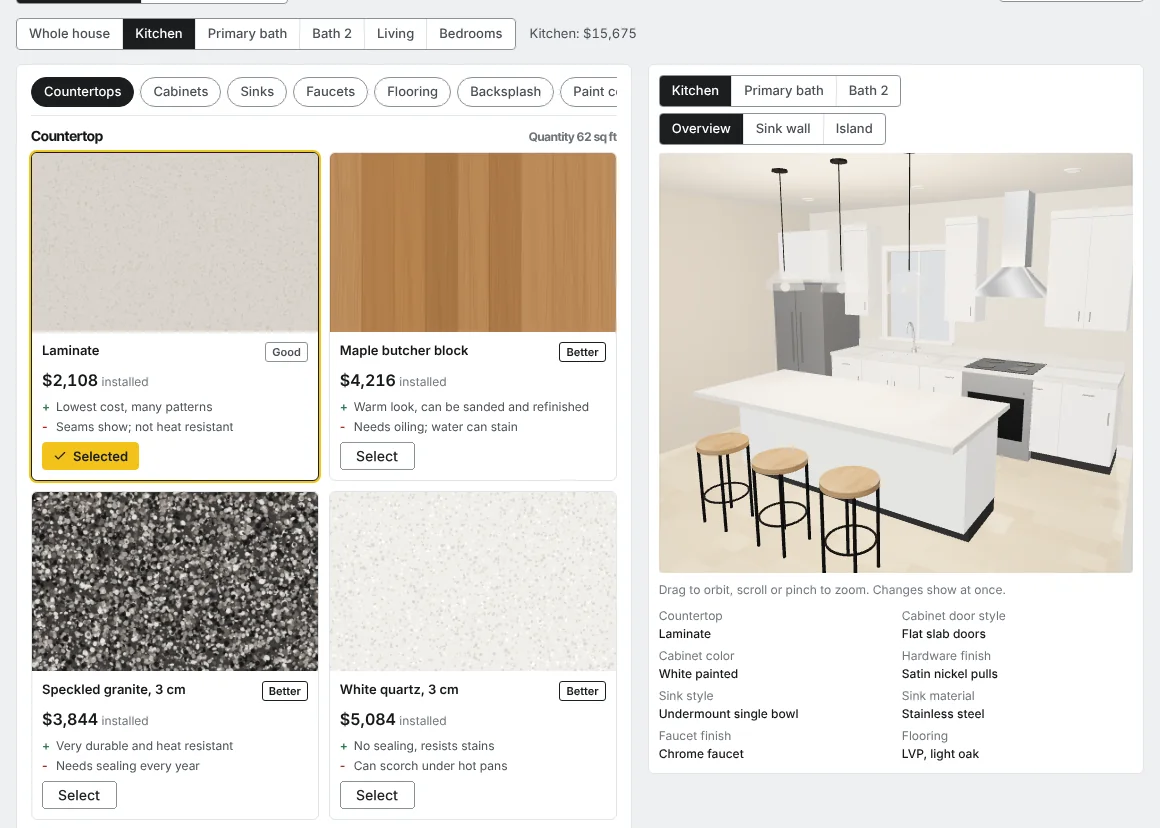 Whole house Kitchen Primary bath Bath 2 Living Bedrooms Kitchen: $15,675
Countertops Cabinets Sinks Faucets Flooring Backsplash Paint co
Countertop Quantity 62 sq ft
Laminate Good
$2,108 installed
+ Lowest cost, many patterns
- Seams show; not heat resistant
✓ Selected
Maple butcher block Better
$4,216 installed
+ Warm look, can be sanded and refinished
- Needs oiling; water can stain
Select
Speckled granite, 3 cm Better
$3,844 installed
+ Very durable and heat resistant
- Needs sealing every year
Select
White quartz, 3 cm Better
$5,084 installed
+ No sealing, resists stains
- Can scorch under hot pans
Select
Kitchen Primary bath Bath 2
Overview Sink wall Island
Drag to orbit, scroll or pinch to zoom. Changes show at once.
Countertop
Laminate
Cabinet door style
Flat slab doors
Cabinet color
White painted
Hardware finish
Satin nickel pulls
Sink style
Undermount single bowl
Sink material
Stainless steel
Faucet finish
Chrome faucet
Flooring
LVP, light oak